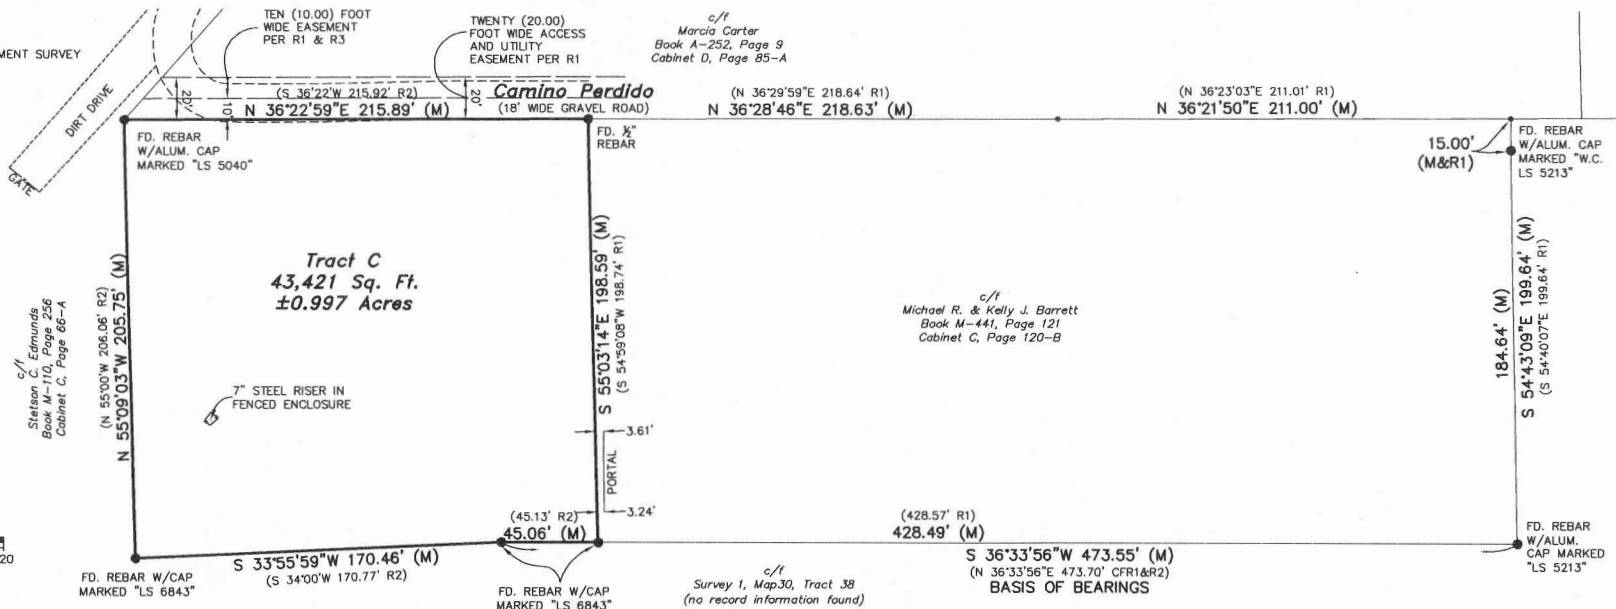 TEN (10.00) FOOT
WIDE EASEMENT
PER R1 & R3
TWENTY (20.00)
FOOT WIDE ACCESS
AND UTILITY
EASEMENT PER R1
c/f
Marcia Carter
Book A-252, Page 9
Cabinet D, Page 85-A
MENT SURVEY
DIRT DRIVE
GATE
20'
10'
20'
(S 36°22'W 215.92' R2)
N 36°22'59"E 215.89' (M)
Camino Perdido
(18' WIDE GRAVEL ROAD)
(N 36°29'59"E 218.64' R1)
N 36°28'46"E 218.63' (M)
(N 36°23'03"E 211.01' R1)
N 36°21'50"E 211.00' (M)
FD. REBAR
W/ALUM. CAP
MARKED "LS 5040"
FD. ½"
REBAR
15.00'
(M&R1)
FD. REBAR
W/ALUM. CAP
MARKED "W.C.
LS 5213"
Tract C
43,421 Sq. Ft.
±0.997 Acres
c/f
Stetson C. Edmunds
Book M-110, Page 256
Cabinet C, Page 66-A
(N 55°00'W 206.06' R2)
N 55°09'03"W 205.75' (M)
7" STEEL RISER IN
FENCED ENCLOSURE
S 55°03'14"E 198.59' (M)
(S 54°59'08"W 198.74' R1)
3.61'
PORTAL
3.24'
c/f
Michael R. & Kelly J. Barrett
Book M-441, Page 121
Cabinet C, Page 120-B
184.64' (M)
S 54°43'09"E 199.64' (M)
(S 54°40'07"E 199.64' R1)
(45.13' R2)
45.06' (M)
(428.57' R1)
428.49' (M)
S 33°55'59"W 170.46' (M)
(S 34°00'W 170.77' R2)
S 36°33'56"W 473.55' (M)
(N 36°33'56"E 473.70' CFR1&R2)
BASIS OF BEARINGS
20
FD. REBAR W/CAP
MARKED "LS 6843"
FD. REBAR W/CAP
MARKED "LS 6843"
c/f
Survey 1, Map30, Tract 38
(no record information found)
FD. REBAR
W/ALUM.
CAP MARKED
"LS 5213"